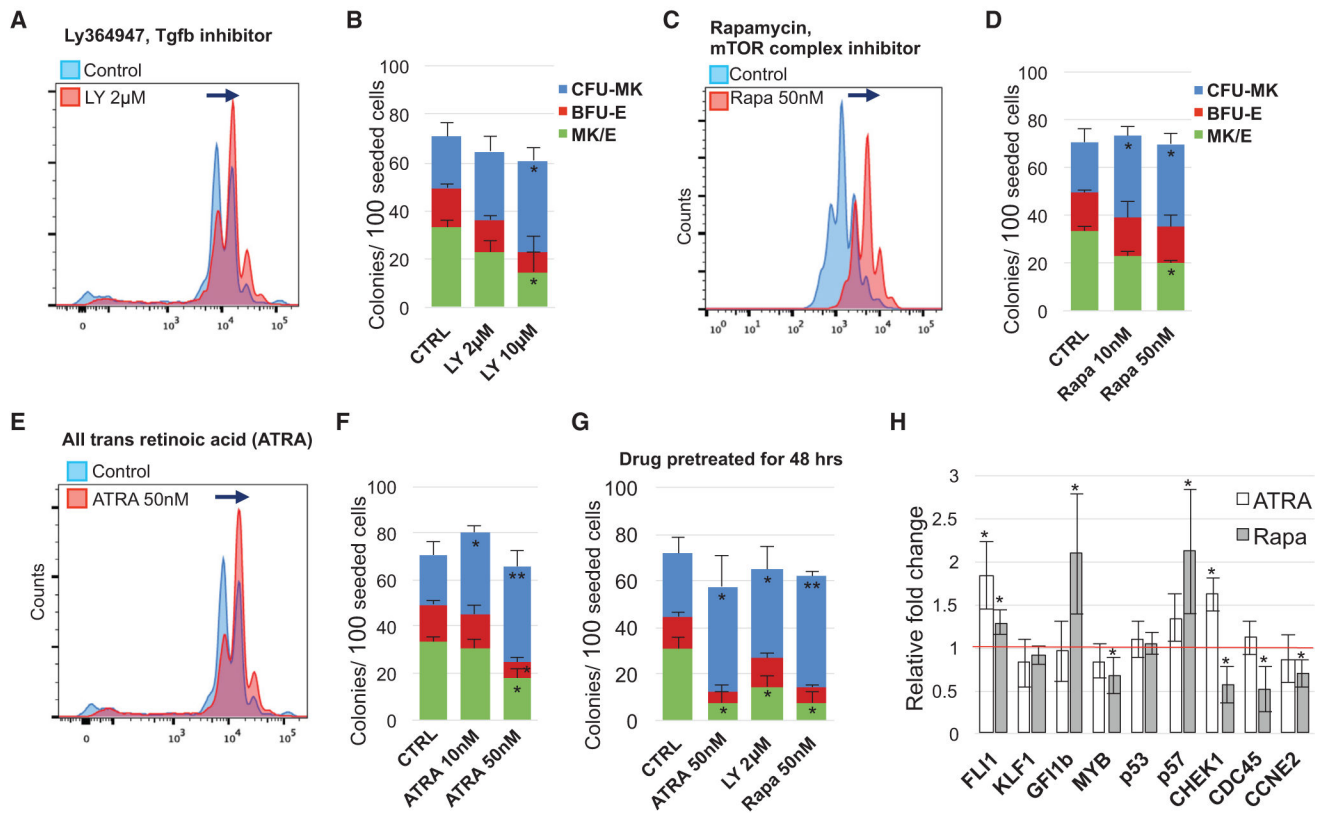 A
Ly364947, Tgfb inhibitor
Control
LY 2µM
0
10³
10⁴
10⁵
B
100
80
60
40
20
0
Colonies/ 100 seeded cells
CFU-MK
BFU-E
MK/E
*
*
CTRL
LY 2µM
LY 10µM
C
Rapamycin,
mTOR complex inhibitor
Control
Rapa 50nM
Counts
10⁰
10¹
10²
10³
10⁴
10⁵
D
100
80
60
40
20
0
Colonies/ 100 seeded cells
CFU-MK
BFU-E
MK/E
*
*
*
CTRL
Rapa 10nM
Rapa 50nM
E
All trans retinoic acid (ATRA)
Control
ATRA 50nM
Counts
0
10³
10⁴
10⁵
F
100
80
60
40
20
0
Colonies/ 100 seeded cells
*
**
*
*
CTRL
ATRA 10nM
ATRA 50nM
G
Drug pretreated for 48 hrs
100
80
60
40
20
0
Colonies/ 100 seeded cells
*
*
**
*
*
*
CTRL
ATRA 50nM
LY 2µM
Rapa 50nM
H
3
2.5
2
1.5
1
0.5
0
Relative fold change
ATRA
Rapa
*
*
*
*
*
*
*
*
*
FLI1
KLF1
GFI1b
MYB
p53
p57
CHEK1
CDC45
CCNE2